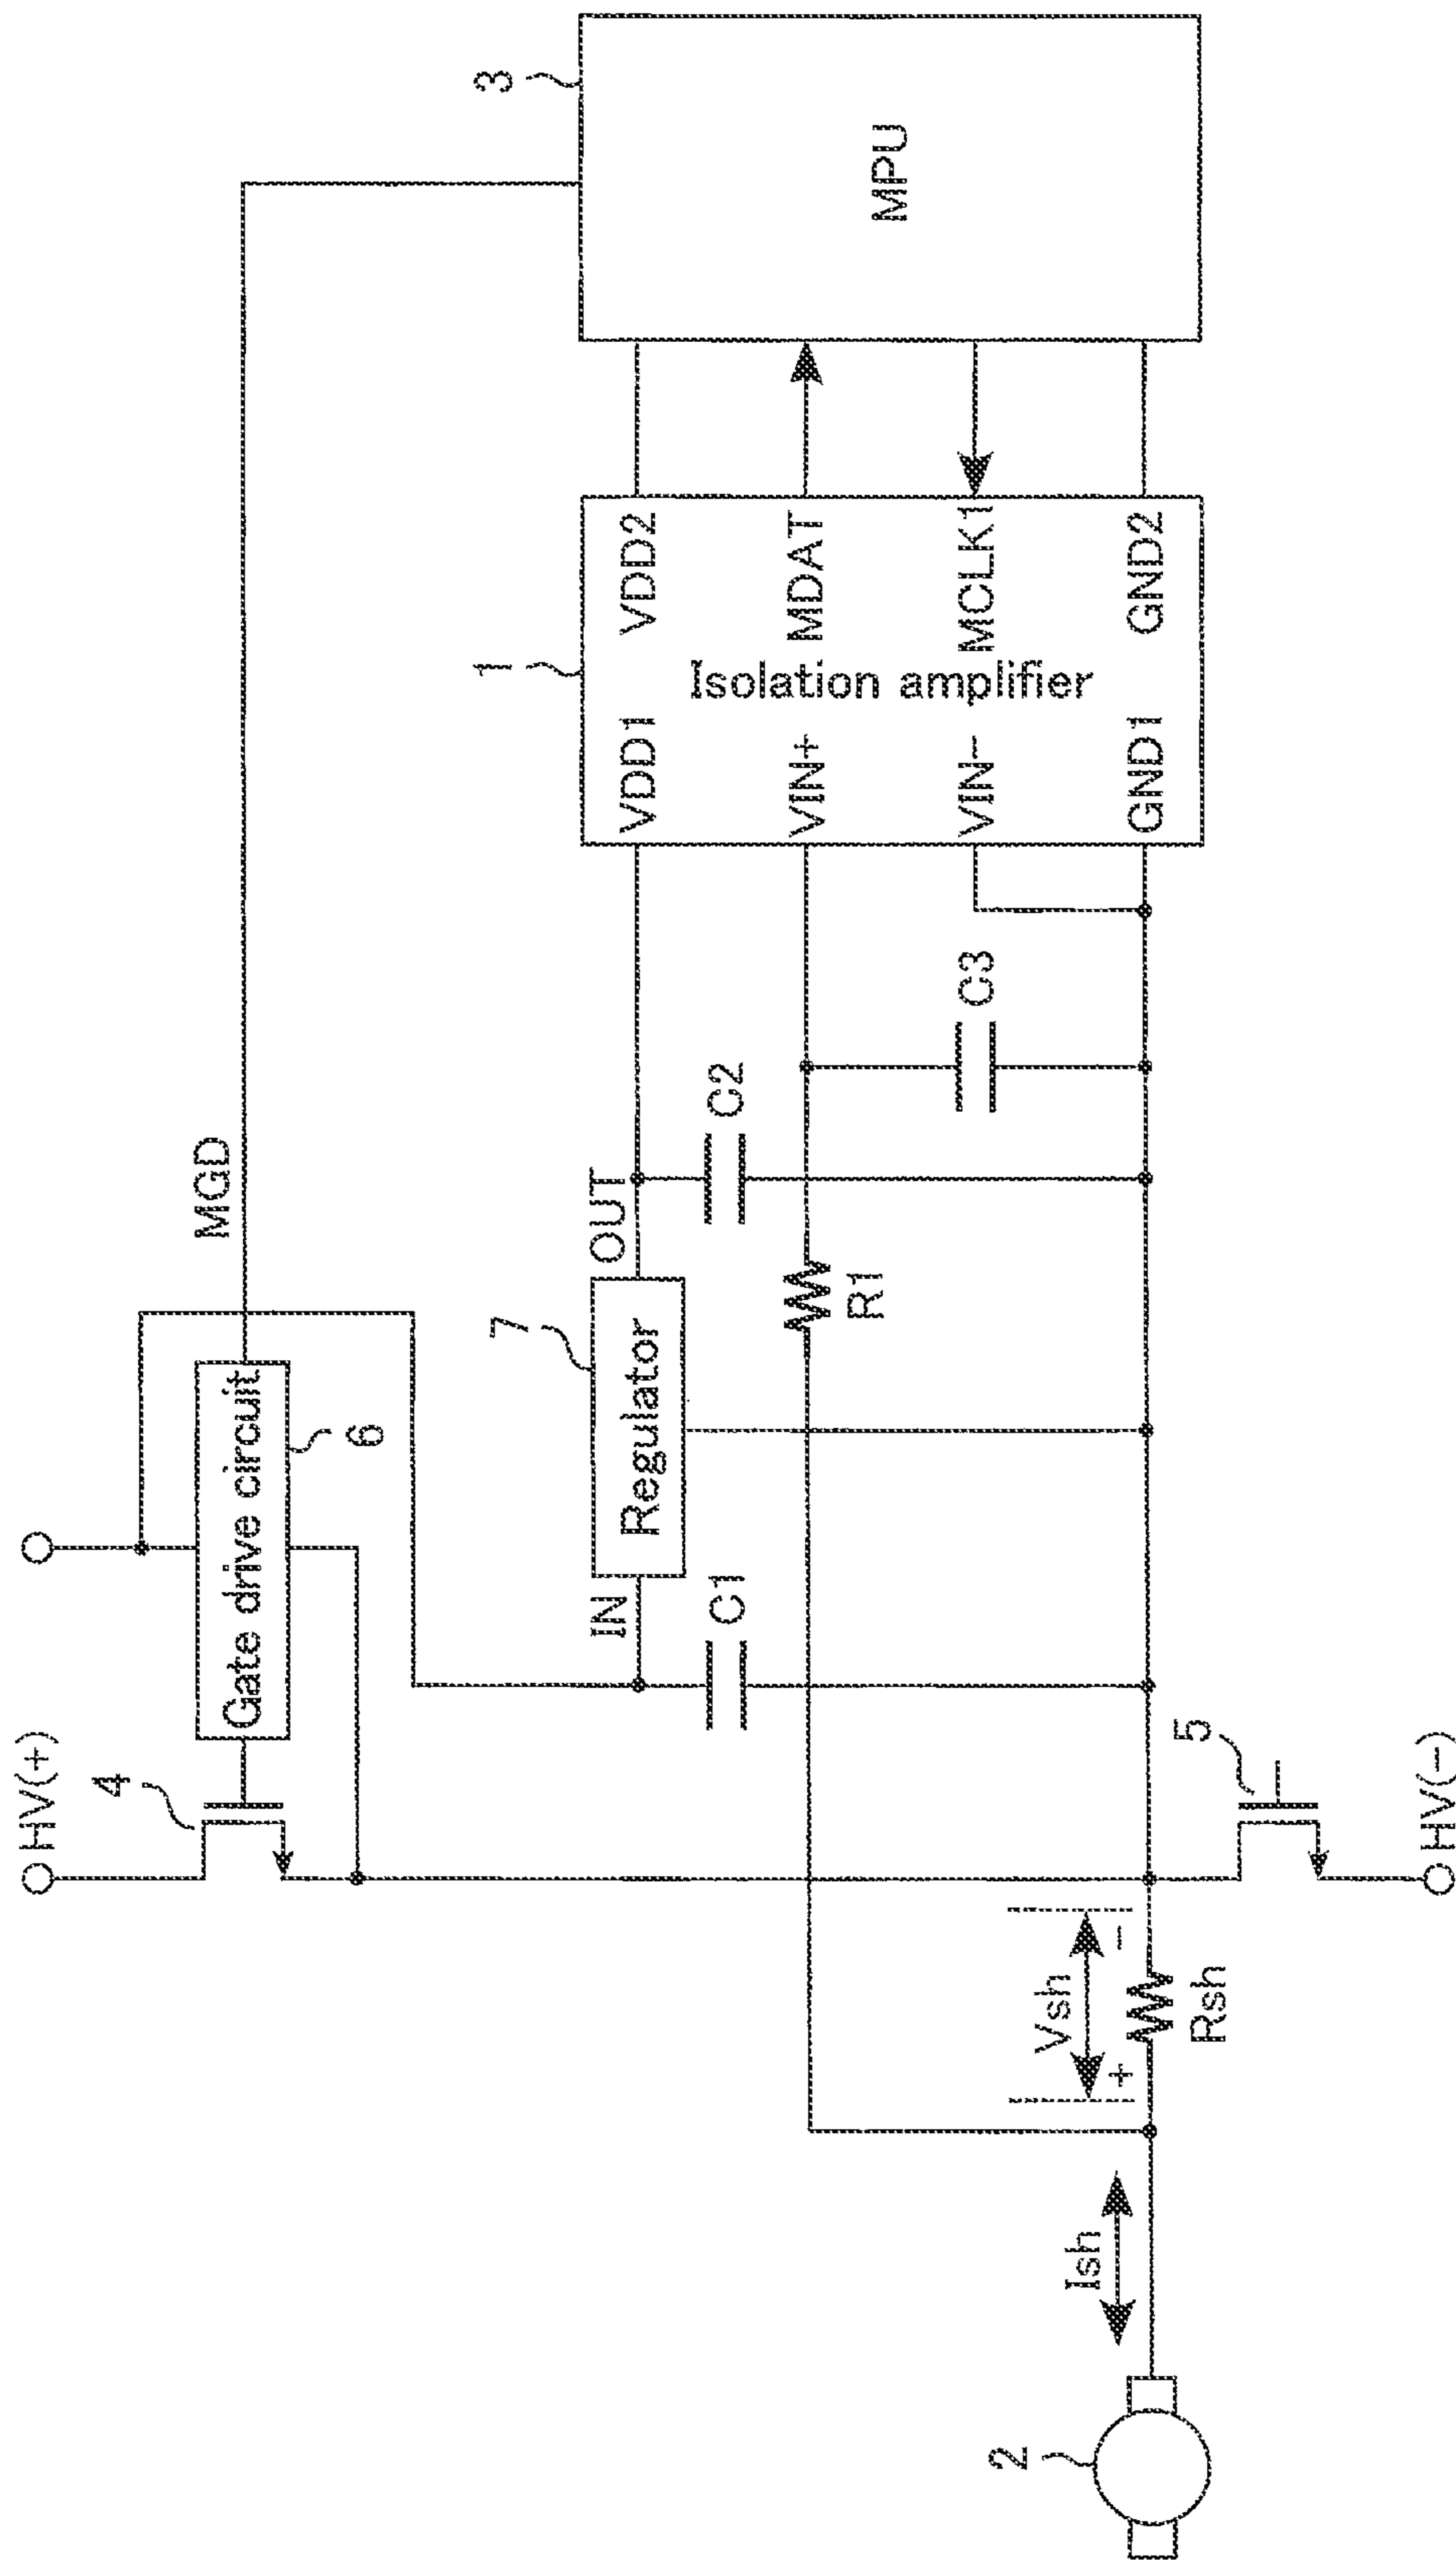 HV(+)
4
Gate drive circuit
6
MGD
7
IN
Regulator
OUT
C1
C2
R1
C3
1
VDD1
VDD2
VIN+
MDAT
Isolation amplifier
VIN−
MCLK1
GND1
GND2
3
MPU
2
Ish
Vsh
+
−
Rsh
5
HV(−)